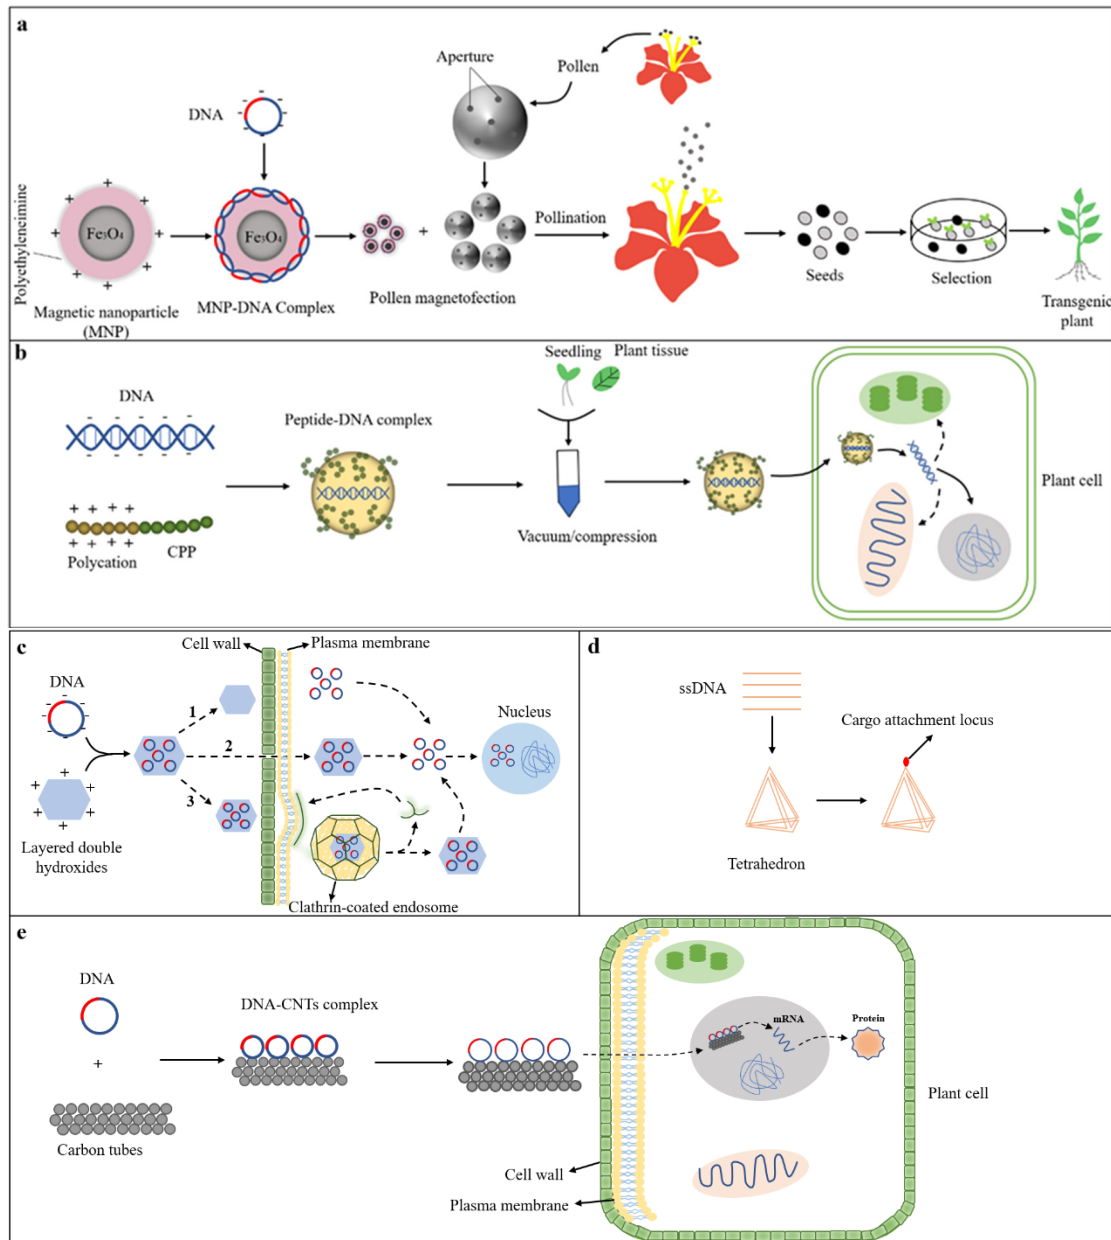 a
Aperture
Pollen
DNA
Polyethyleneimine
Fe₃O₄
Fe₃O₄
+
Pollination
Magnetic nanoparticle
(MNP)
MNP-DNA Complex
Pollen magnetofection
Seeds
Selection
Transgenic
plant
b
Seedling
Plant tissue
DNA
Peptide-DNA complex
Plant cell
Polycation
CPP
Vacuum/compression
c
Cell wall
Plasma membrane
DNA
1
2
3
Nucleus
Layered double
hydroxides
Clathrin-coated endosome
d
ssDNA
Cargo attachment locus
Tetrahedron
e
DNA
DNA-CNTs complex
+
mRNA
Protein
Carbon tubes
Plant cell
Cell wall
Plasma membrane